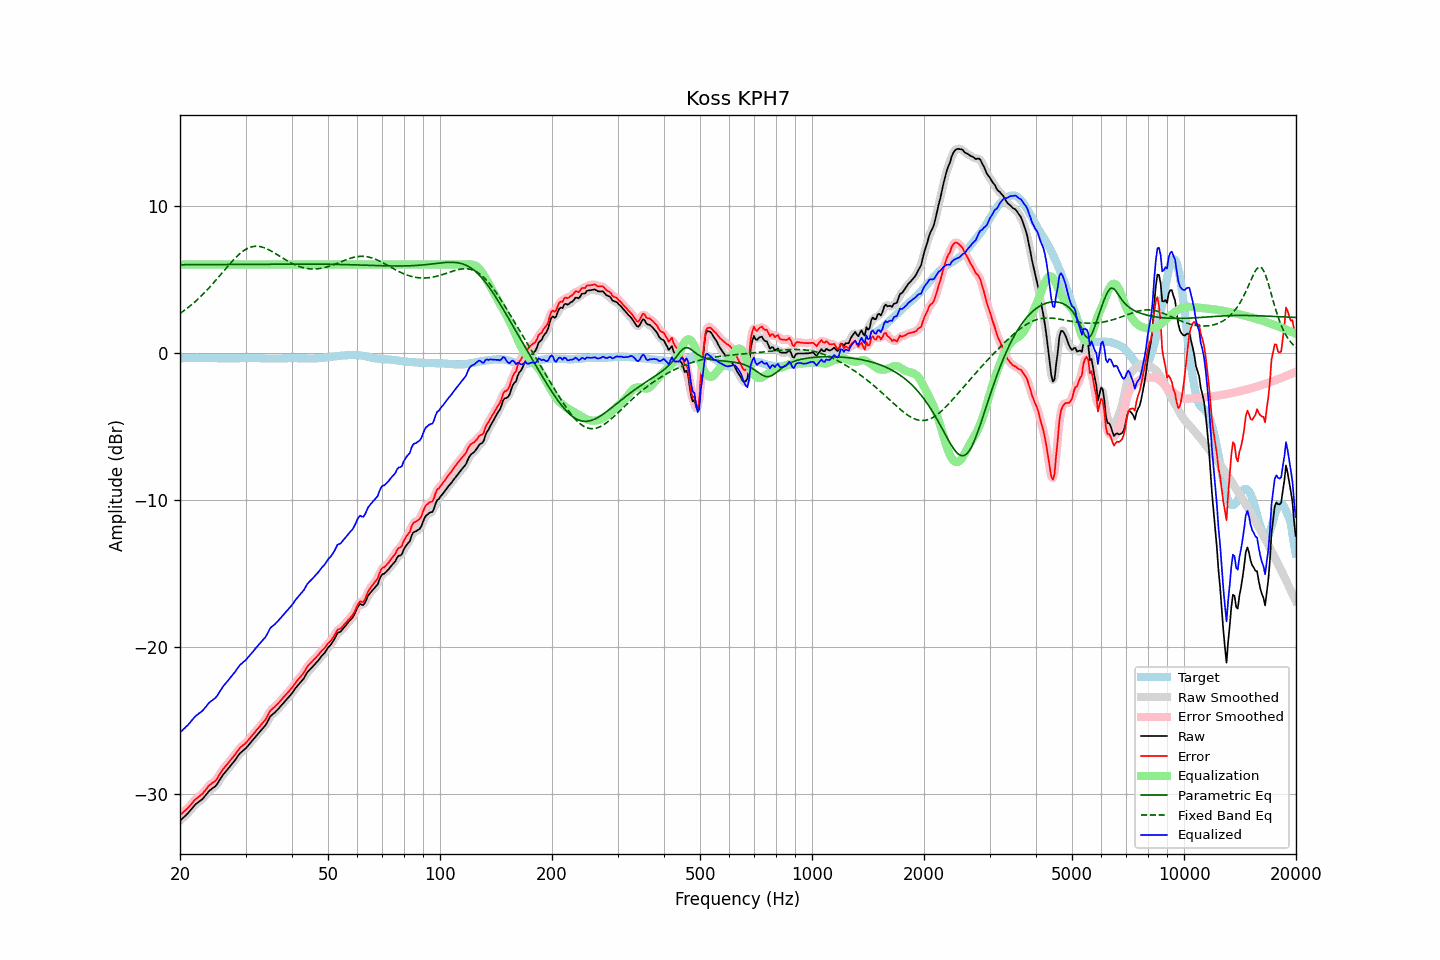 Koss KPH7
Amplitude (dBr)
10
0
−10
−20
−30
20
50
100
200
500
1000
2000
5000
10000
20000
Frequency (Hz)
Target
Raw Smoothed
Error Smoothed
Raw
Error
Equalization
Parametric Eq
Fixed Band Eq
Equalized